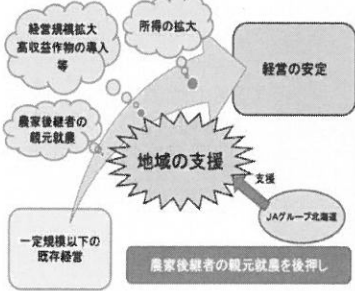 経営規模拡大
高収益作物の導入
等
所得の拡大
経営の安定
農家後継者の
親元就農
地域の支援
支援
JAグループ北海道
一定規模以下の
既存経営
農家後継者の親元就農を後押し